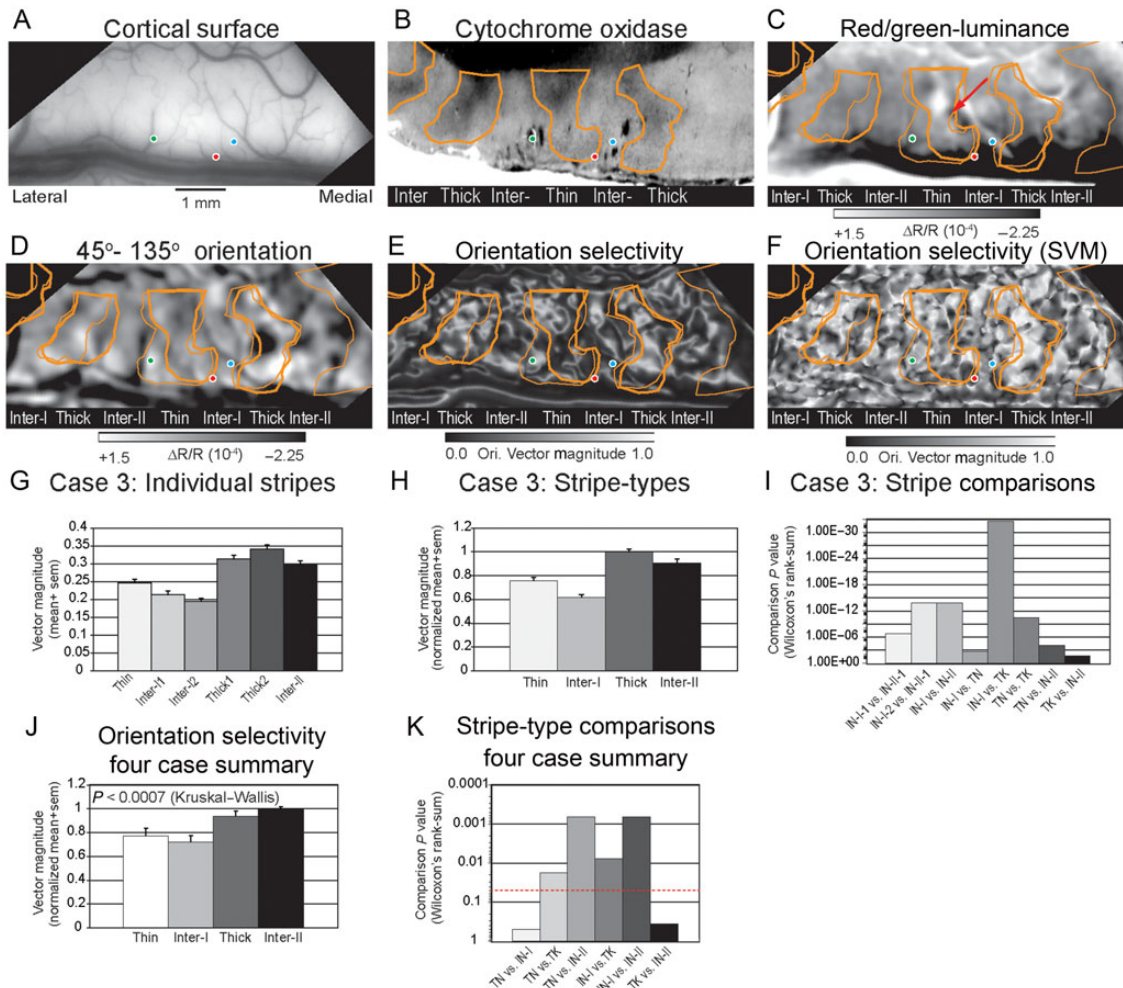 A Cortical surface
Lateral 1 mm Medial
B Cytochrome oxidase
Inter Thick Inter- Thin Inter- Thick
C Red/green-luminance
Inter-I Thick Inter-II Thin Inter-I Thick Inter-II
+1.5 ΔR/R (10⁻⁴) −2.25
D 45°- 135° orientation
Inter-I Thick Inter-II Thin Inter-I Thick Inter-II
+1.5 ΔR/R (10⁻⁴) −2.25
E Orientation selectivity
Inter-I Thick Inter-II Thin Inter-I Thick Inter-II
0.0 Ori. Vector magnitude 1.0
F Orientation selectivity (SVM)
Inter-I Thick Inter-II Thin Inter-I Thick Inter-II
0.0 Ori. Vector magnitude 1.0
G Case 3: Individual stripes
Vector magnitude
(mean+ sem)
0.4
0.35
0.3
0.25
0.2
0.15
0.1
0.05
0
Thin Inter-I1 Inter-I2 Thick1 Thick2 Inter-II
H Case 3: Stripe-types
Vector magnitude
(normalized mean+sem)
1.2
1
0.8
0.6
0.4
0.2
0
Thin Inter-I Thick Inter-II
I Case 3: Stripe comparisons
Comparison P value
(Wilcoxon's rank-sum)
1.00E−30
1.00E−24
1.00E−18
1.00E−12
1.00E−06
1.00E+00
IN-I-1 vs. IN-II-1 IN-I-2 vs. IN-II-1 IN-I vs. IN-II IN-I vs. TN IN-I vs. TK TN vs. TK TN vs. IN-II TK vs. IN-II
J Orientation selectivity
four case summary
P < 0.0007 (Kruskal–Wallis)
Vector magnitude
(normalized mean+sem)
1.2
1
0.8
0.6
0.4
0.2
0
Thin Inter-I Thick Inter-II
K Stripe-type comparisons
four case summary
Comparison P value
(Wilcoxon's rank-sum)
0.0001
0.001
0.01
0.1
1
TN vs. IN-I TN vs. TK TN vs. IN-II IN-I vs. TK IN-I vs. IN-II TK vs. IN-II